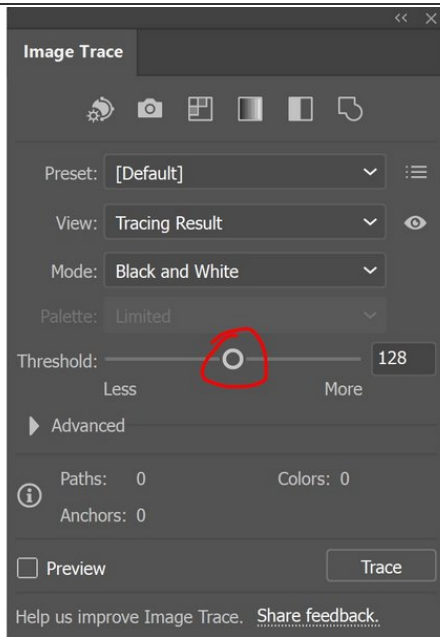 Image Trace
Preset: [Default]
View: Tracing Result
Mode: Black and White
Palette: Limited
Threshold: 128
Less More
Advanced
Paths: 0 Colors: 0
Anchors: 0
Preview Trace
Help us improve Image Trace. Share feedback.